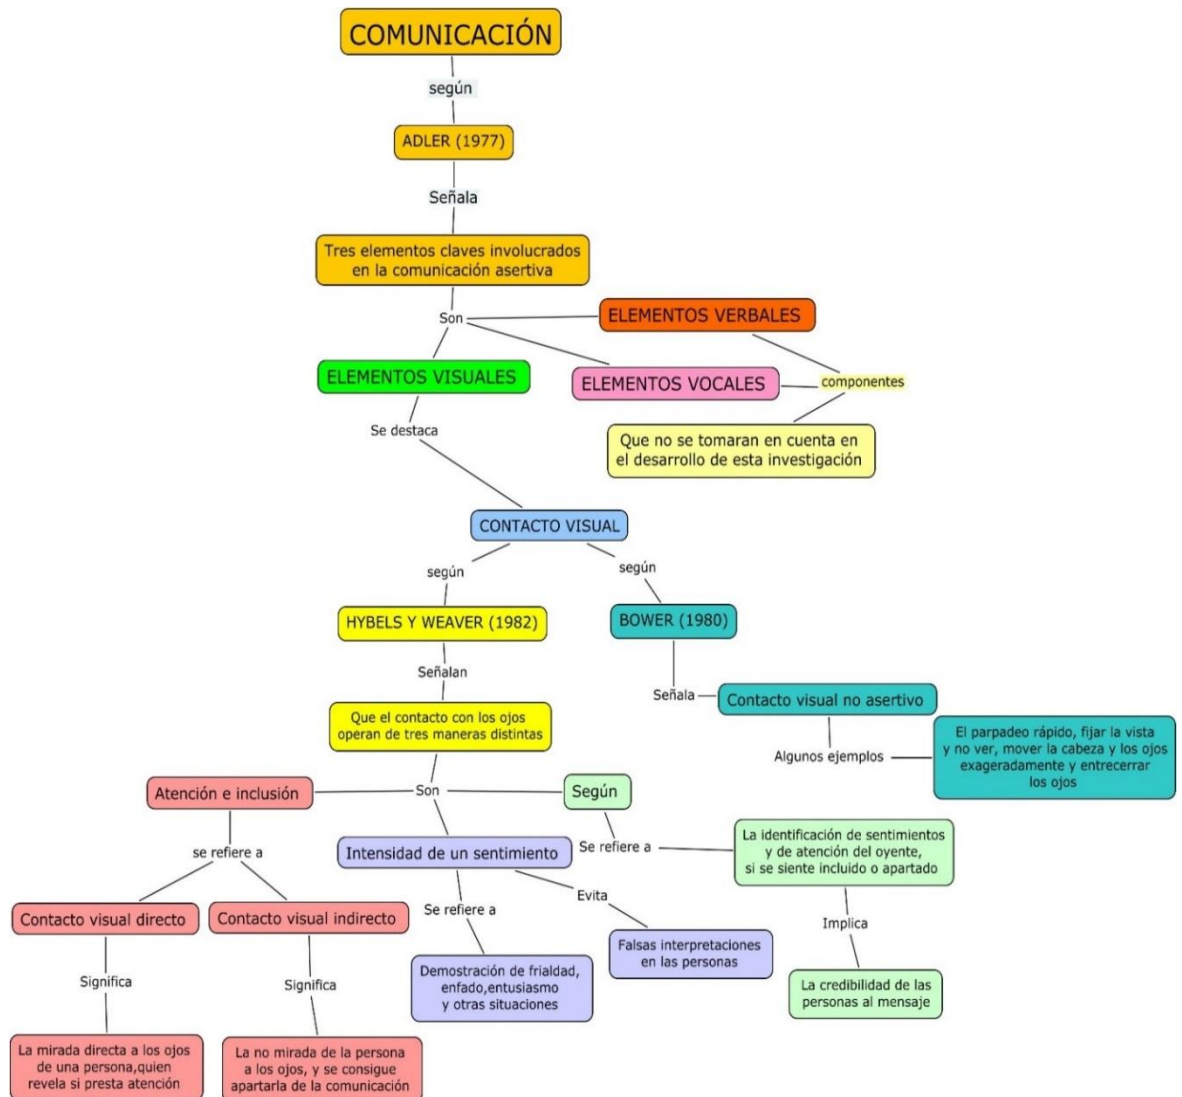 COMUNICACIÓN
según
ADLER (1977)
Señala
Tres elementos claves involucrados
en la comunicación asertiva
Son
ELEMENTOS VERBALES
ELEMENTOS VISUALES
ELEMENTOS VOCALES
componentes
Se destaca
Que no se tomaran en cuenta en
el desarrollo de esta investigación
CONTACTO VISUAL
según
según
HYBELS Y WEAVER (1982)
BOWER (1980)
Señalan
Señala
Contacto visual no asertivo
Que el contacto con los ojos
operan de tres maneras distintas
Algunos ejemplos
El parpadeo rápido, fijar la vista
y no ver, mover la cabeza y los ojos
exageradamente y entrecerrar
los ojos
Atención e inclusión
Son
Según
se refiere a
Intensidad de un sentimiento
Se refiere a
La identificación de sentimientos
y de atención del oyente,
si se siente incluido o apartado
Contacto visual directo
Contacto visual indirecto
Se refiere a
Evita
Implica
Significa
Significa
Demostración de frialdad,
enfado,entusiasmo
y otras situaciones
Falsas interpretaciones
en las personas
La credibilidad de las
personas al mensaje
La mirada directa a los ojos
de una persona,quien
revela si presta atención
La no mirada de la persona
a los ojos, y se consigue
apartarla de la comunicación